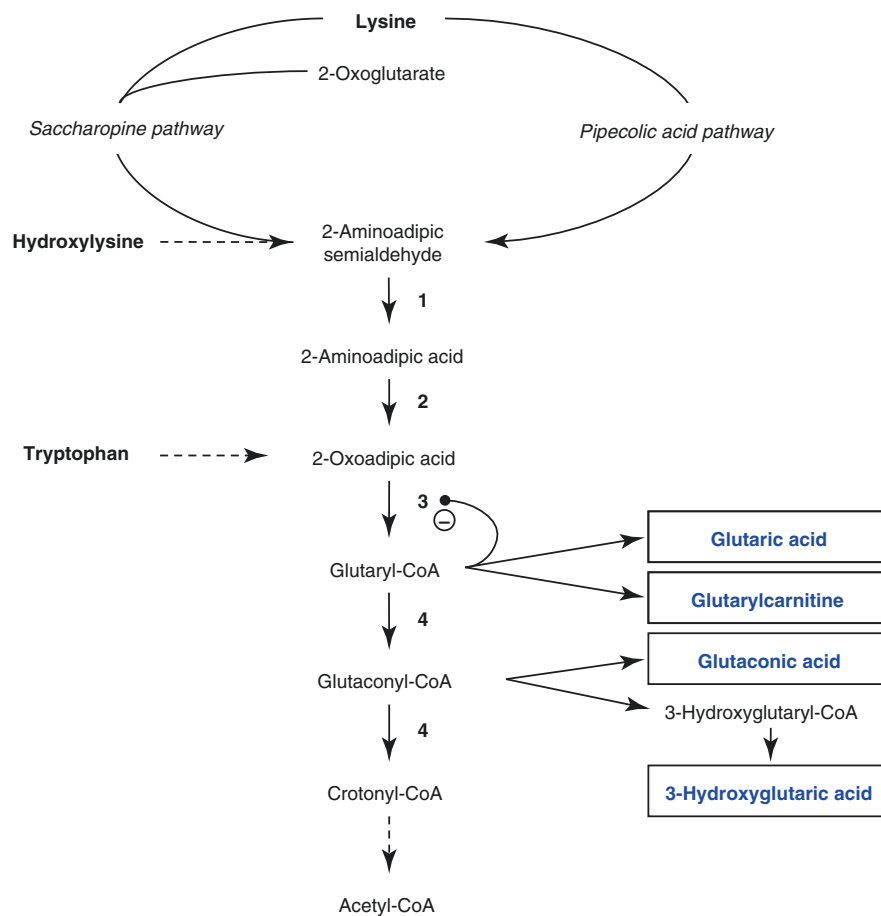 Lysine
2-Oxoglutarate
Saccharopine pathway
Pipecolic acid pathway
Hydroxylysine
2-Aminoadipic
semialdehyde
1
2-Aminoadipic acid
2
Tryptophan
2-Oxoadipic acid
3
−
Glutaric acid
Glutaryl-CoA
Glutarylcarnitine
4
Glutaconic acid
Glutaconyl-CoA
3-Hydroxyglutaryl-CoA
4
3-Hydroxyglutaric acid
Crotonyl-CoA
Acetyl-CoA